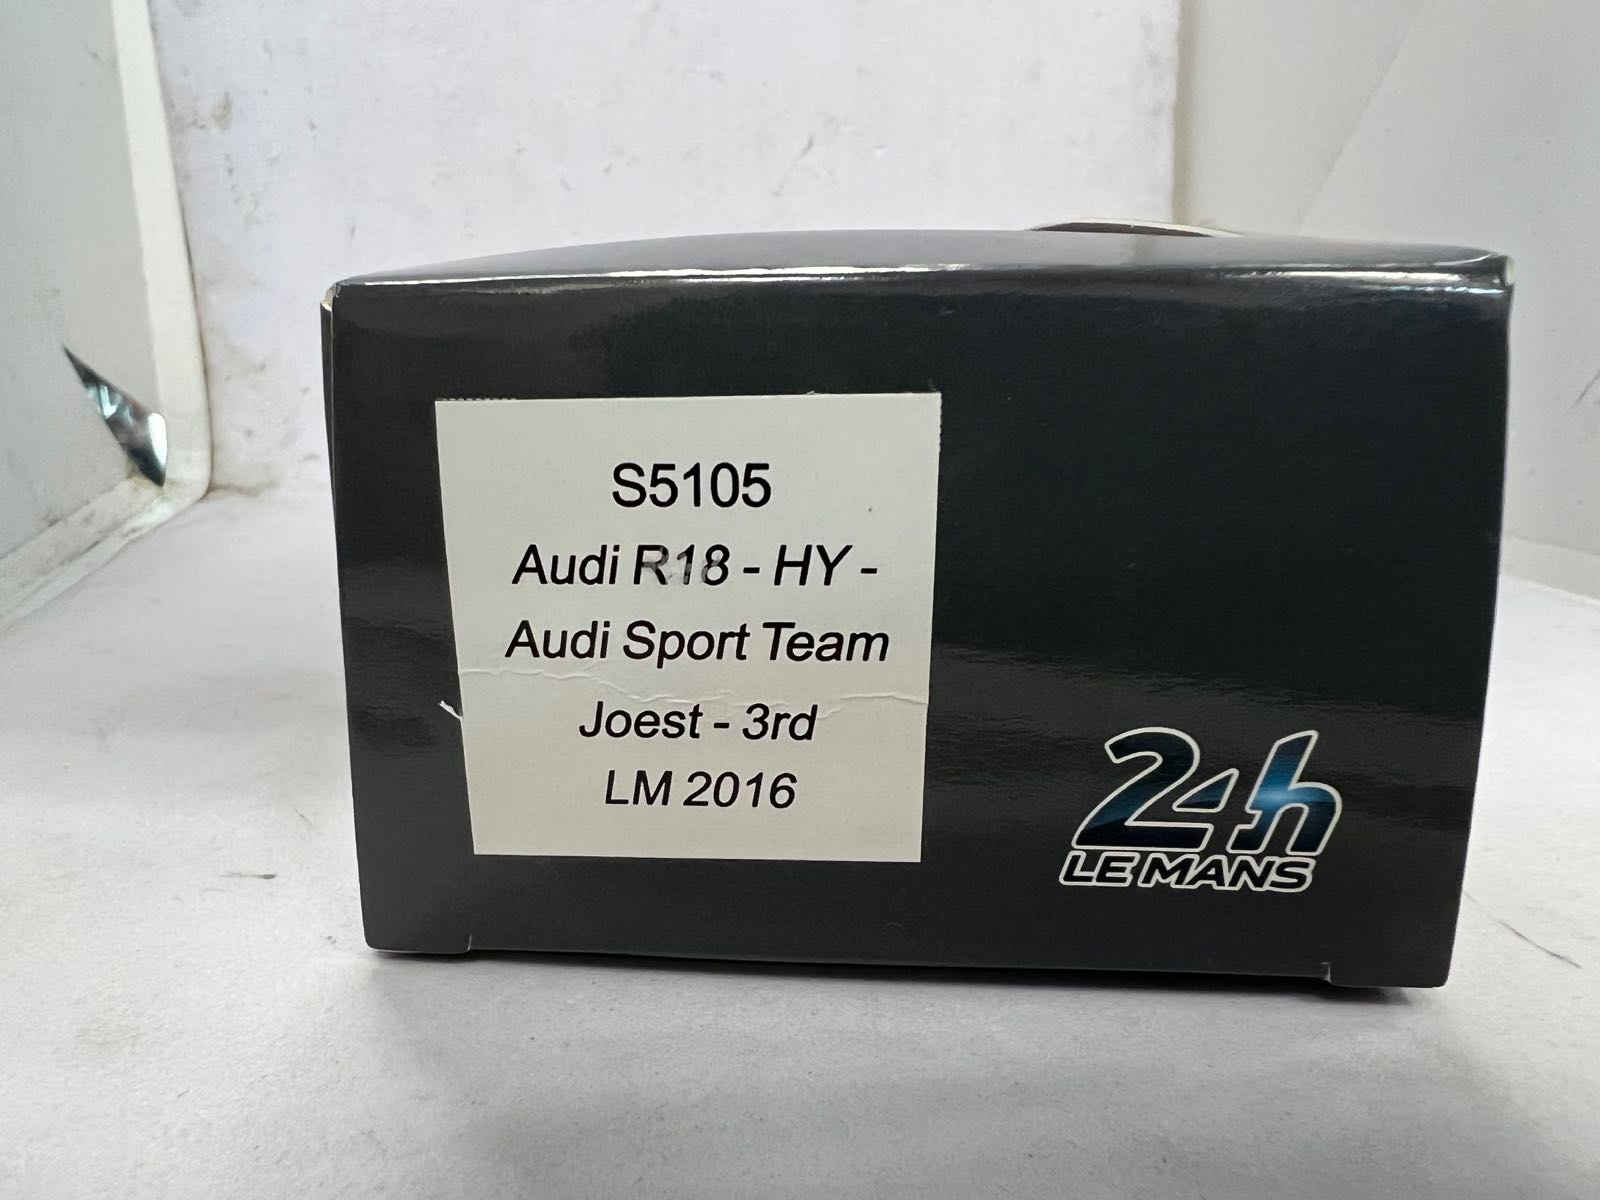 S5105
Audi R18 - HY -
Audi Sport Team
Joest - 3rd
LM 2016
24h
LE MANS